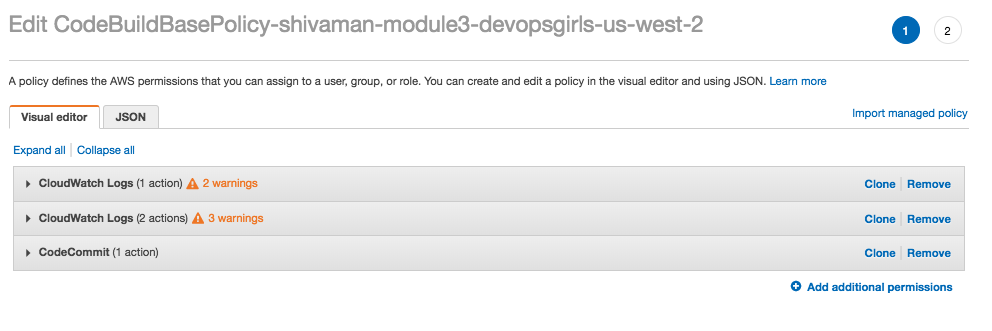 Edit CodeBuildBasePolicy-shivaman-module3-devopsgirls-us-west-2
1 2
A policy defines the AWS permissions that you can assign to a user, group, or role. You can create and edit a policy in the visual editor and using JSON. Learn more
Visual editor JSON Import managed policy
Expand all Collapse all
CloudWatch Logs (1 action) 2 warnings Clone Remove
CloudWatch Logs (2 actions) 3 warnings Clone Remove
CodeCommit (1 action) Clone Remove
Add additional permissions